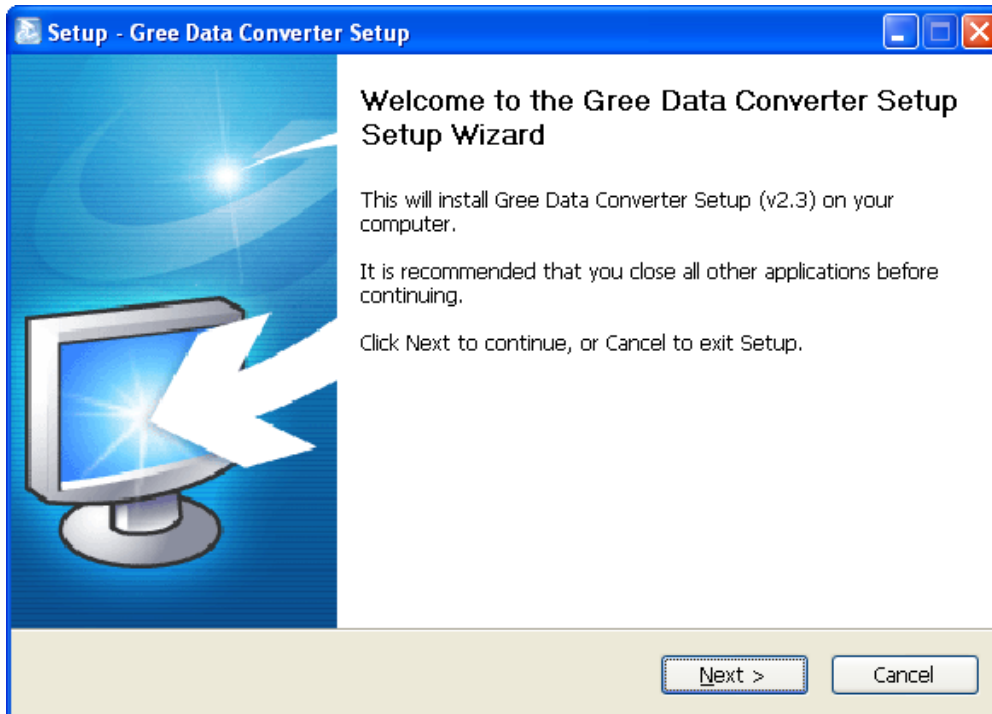 Setup - Gree Data Converter Setup
Welcome to the Gree Data Converter Setup
Setup Wizard
This will install Gree Data Converter Setup (v2.3) on your
computer.
It is recommended that you close all other applications before
continuing.
Click Next to continue, or Cancel to exit Setup.
Next >
Cancel